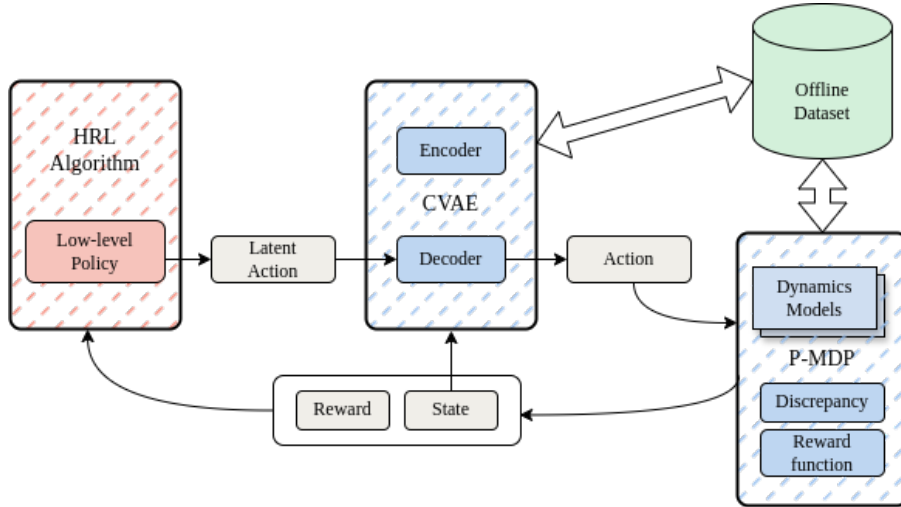 HRL
Algorithm
Low-level
Policy
Latent
Action
Encoder
CVAE
Decoder
Action
Offline
Dataset
Dynamics
Models
P-MDP
Discrepancy
Reward
function
Reward
State